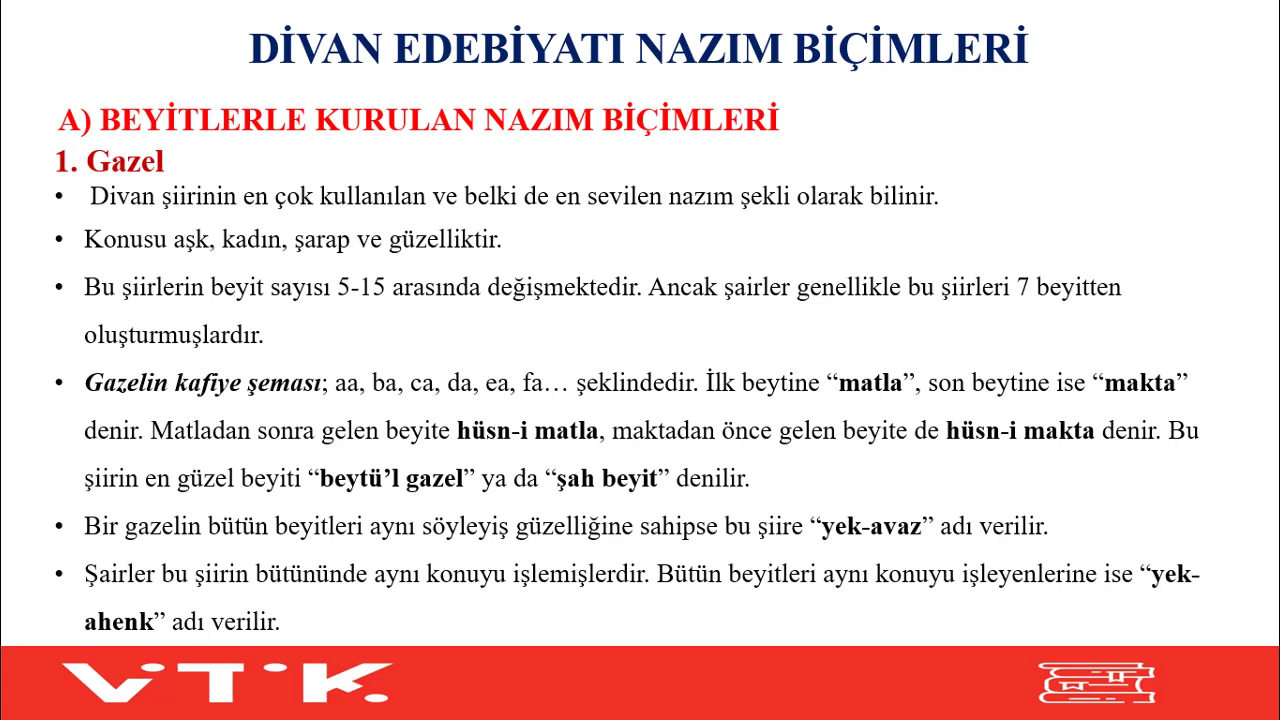 DİVAN EDEBİYATI NAZIM BİÇİMLERİ
A) BEYİTLERLE KURULAN NAZIM BİÇİMLERİ
1. Gazel
• Divan şiirinin en çok kullanılan ve belki de en sevilen nazım şekli olarak bilinir.
• Konusu aşk, kadın, şarap ve güzelliktir.
• Bu şiirlerin beyit sayısı 5-15 arasında değişmektedir. Ancak şairler genellikle bu şiirleri 7 beyitten
oluşturmuşlardır.
• Gazelin kafiye şeması; aa, ba, ca, da, ea, fa… şeklindedir. İlk beytine “matla”, son beytine ise “makta”
denir. Matladan sonra gelen beyite hüsn-i matla, maktadan önce gelen beyite de hüsn-i makta denir. Bu
şiirin en güzel beyiti “beytü’l gazel” ya da “şah beyit” denilir.
• Bir gazelin bütün beyitleri aynı söyleyiş güzelliğine sahipse bu şiire “yek-avaz” adı verilir.
• Şairler bu şiirin bütününde aynı konuyu işlemişlerdir. Bütün beyitleri aynı konuyu işleyenlerine ise “yek-
ahenk” adı verilir.
ViTiK.